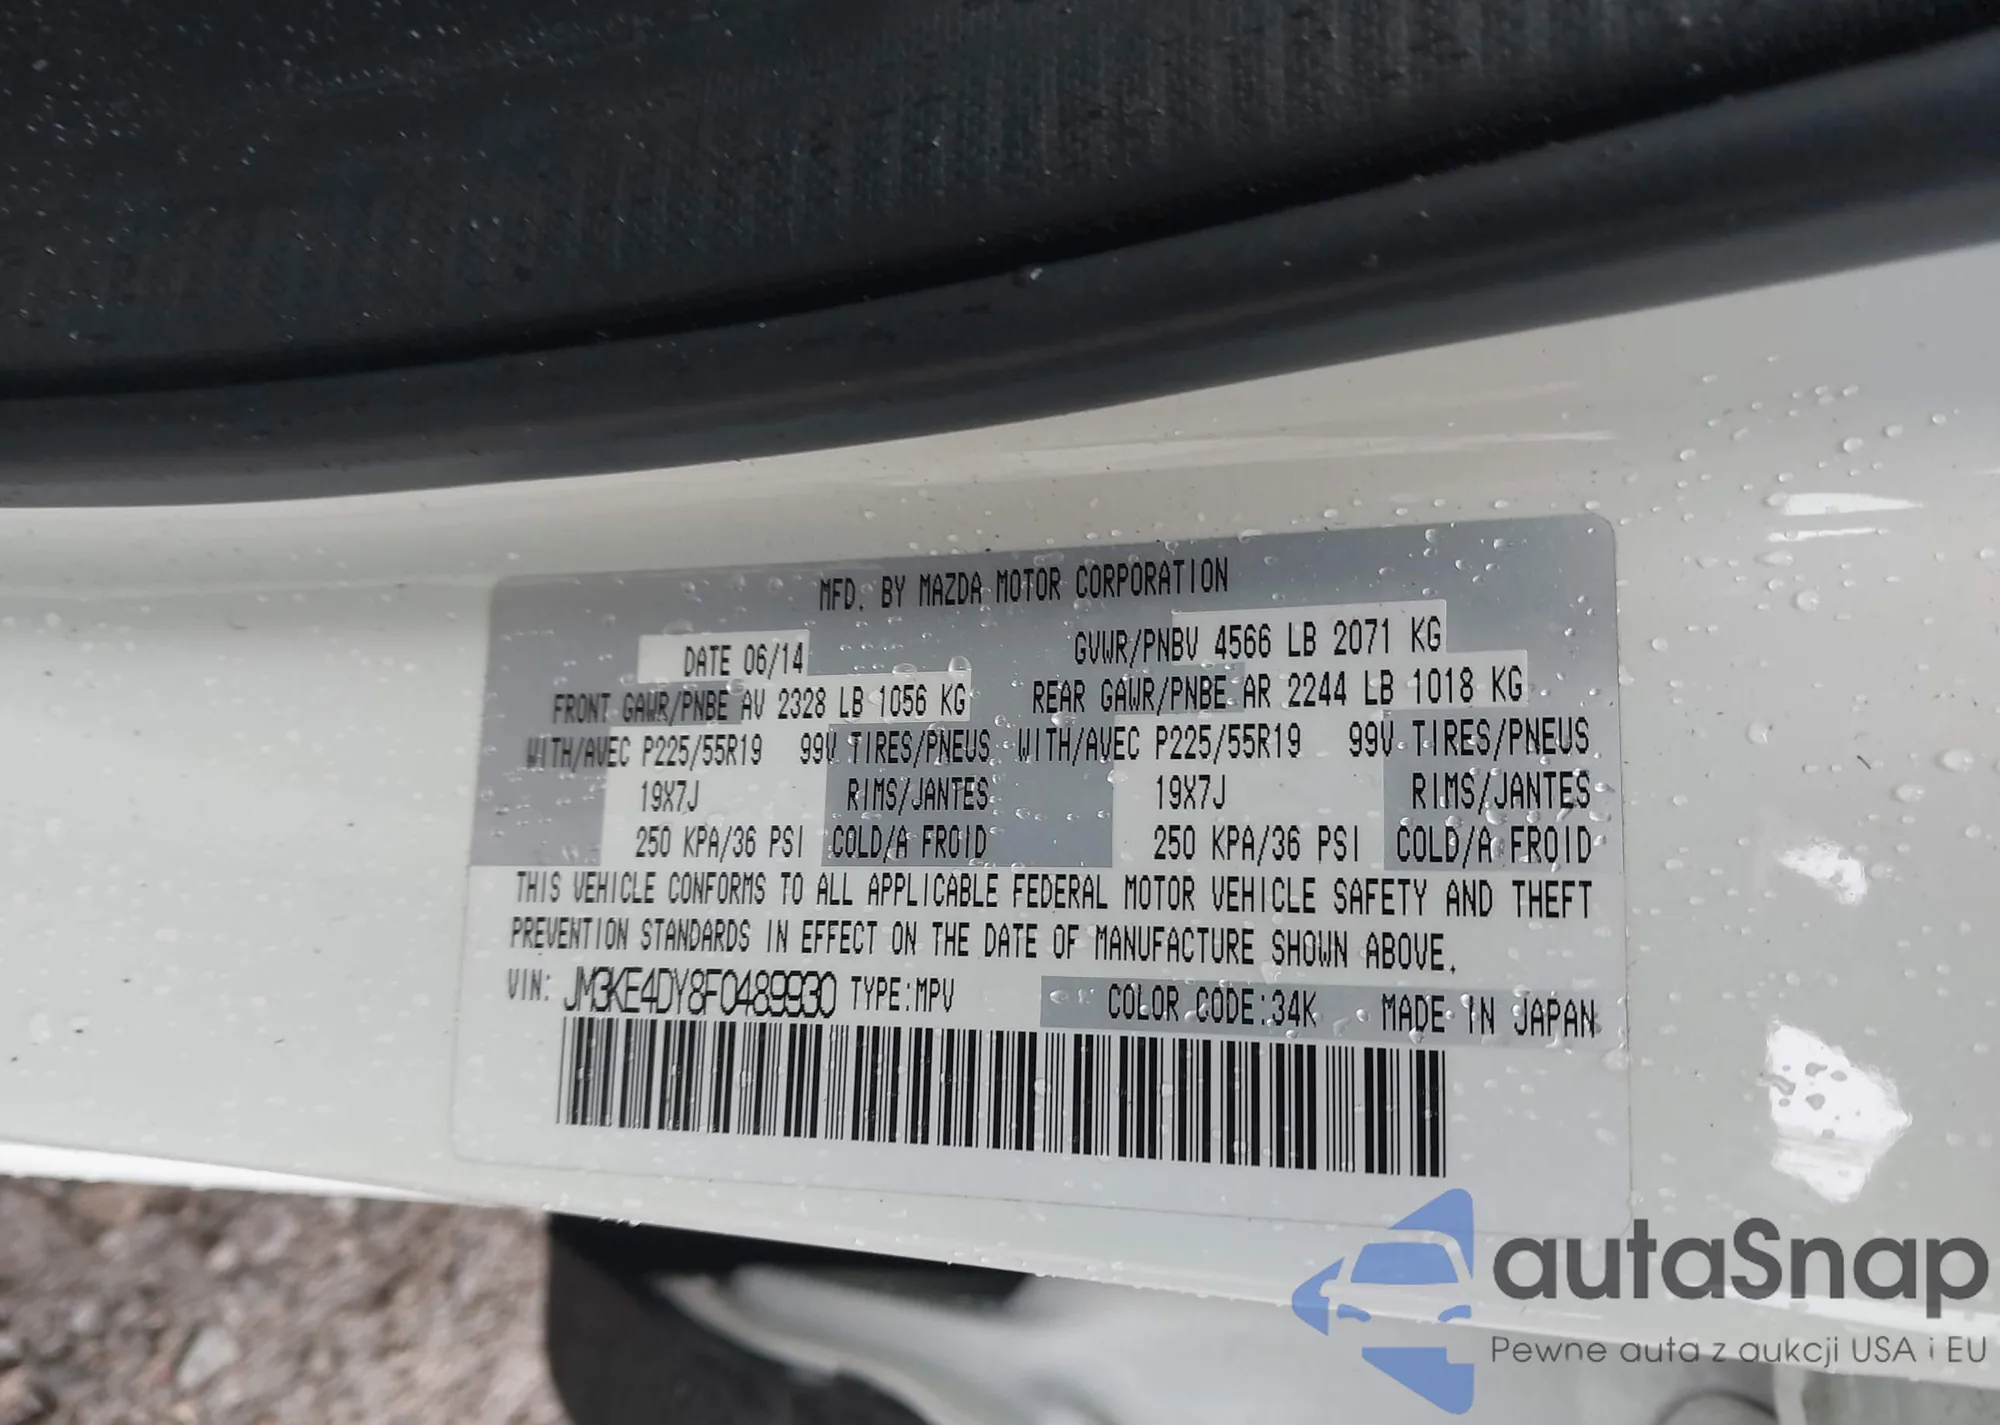 MFD. BY MAZDA MOTOR CORPORATION
DATE 06/14 GVWR/PNBV 4566 LB 2071 KG
FRONT GAWR/PNBE AV 2328 LB 1056 KG REAR GAWR/PNBE AR 2244 LB 1018 KG
WITH/AVEC P225/55R19 99V TIRES/PNEUS WITH/AVEC P225/55R19 99V TIRES/PNEUS
19X7J RIMS/JANTES 19X7J RIMS/JANTES
250 KPA/36 PSI COLD/A FROID 250 KPA/36 PSI COLD/A FROID
THIS VEHICLE CONFORMS TO ALL APPLICABLE FEDERAL MOTOR VEHICLE SAFETY AND THEFT
PREVENTION STANDARDS IN EFFECT ON THE DATE OF MANUFACTURE SHOWN ABOVE.
VIN: JM3KE4DY8F0489930 TYPE:MPV COLOR CODE:34K MADE IN JAPAN
autaSnap
Pewne auta z aukcji USA i EU